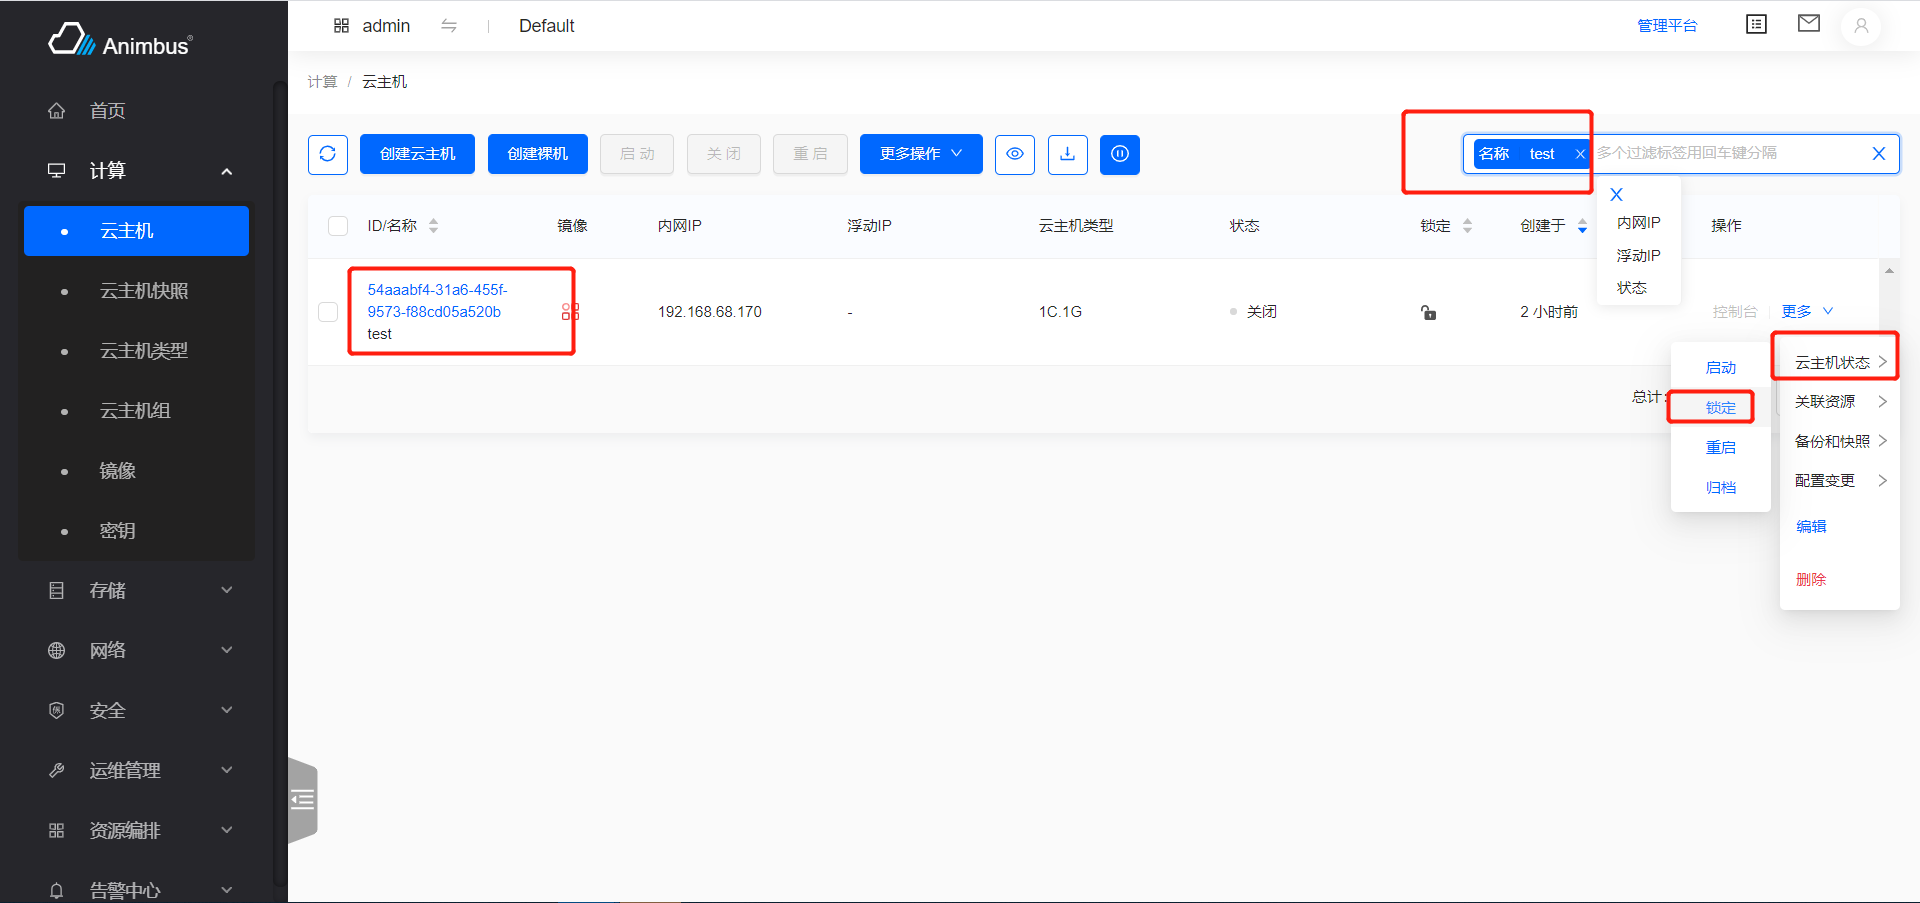 Animbus®
admin
Default
管理平台
首页
计算
云主机
云主机快照
云主机类型
云主机组
镜像
密钥
存储
网络
安全
运维管理
资源编排
告警中心
计算 / 云主机
创建云主机
创建裸机
启 动
关 闭
重 启
更多操作
名称 test
多个过滤标签用回车键分隔
内网IP
浮动IP
状态
ID/名称
镜像
内网IP
浮动IP
云主机类型
状态
锁定
创建于
操作
54aaabf4-31a6-455f-
9573-f88cd05a520b
test
192.168.68.170
-
1C.1G
关闭
2 小时前
控制台
更多
总计:
启动
锁定
重启
归档
云主机状态
关联资源
备份和快照
配置变更
编辑
删除